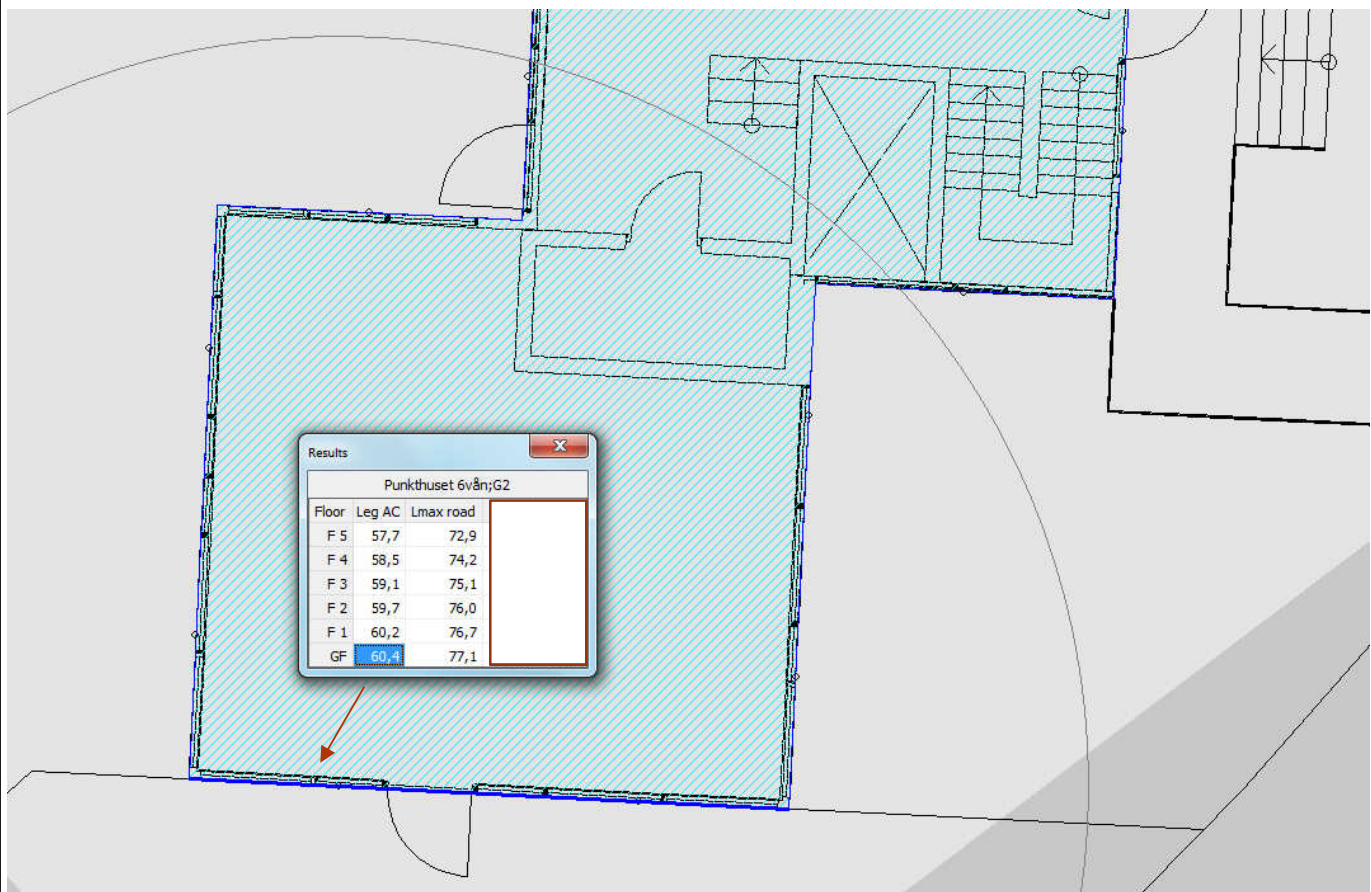 Results
Punkthuset 6vån;G2
Floor Leg AC Lmax road
F 5 57,7 72,9
F 4 58,5 74,2
F 3 59,1 75,1
F 2 59,7 76,0
F 1 60,2 76,7
GF 60,4 77,1